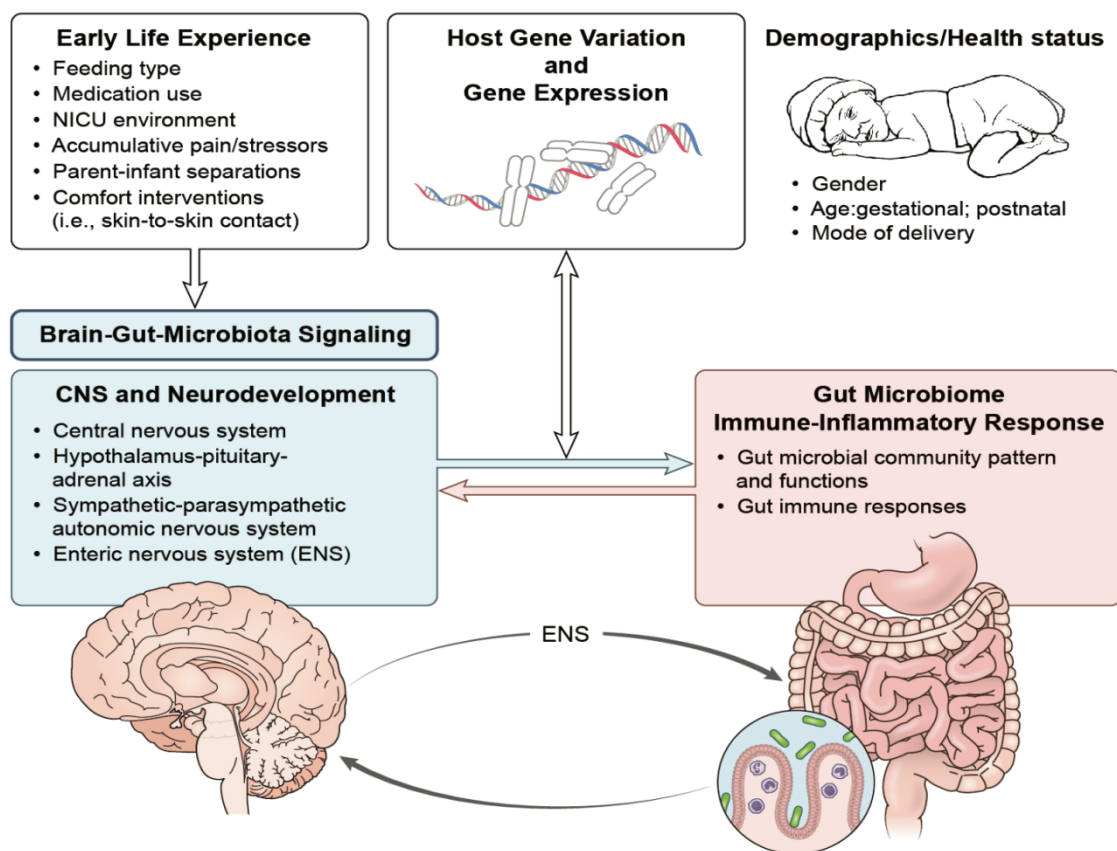 Early Life Experience
• Feeding type
• Medication use
• NICU environment
• Accumulative pain/stressors
• Parent-infant separations
• Comfort interventions
(i.e., skin-to-skin contact)
Host Gene Variation
and
Gene Expression
Demographics/Health status
• Gender
• Age:gestational; postnatal
• Mode of delivery
Brain-Gut-Microbiota Signaling
CNS and Neurodevelopment
• Central nervous system
• Hypothalamus-pituitary-
adrenal axis
• Sympathetic-parasympathetic
autonomic nervous system
• Enteric nervous system (ENS)
Gut Microbiome
Immune-Inflammatory Response
• Gut microbial community pattern
and functions
• Gut immune responses
ENS